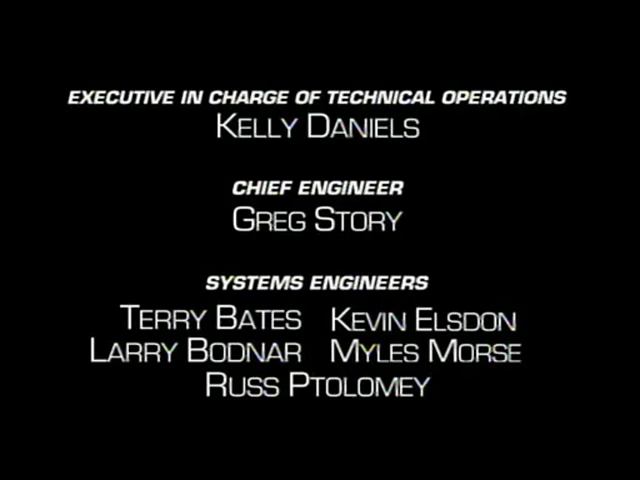 EXECUTIVE IN CHARGE OF TECHNICAL OPERATIONS
KELLY DANIELS
CHIEF ENGINEER
GREG STORY
SYSTEMS ENGINEERS
TERRY BATES KEVIN ELSDON
LARRY BODNAR MYLES MORSE
RUSS PTOLOMEY